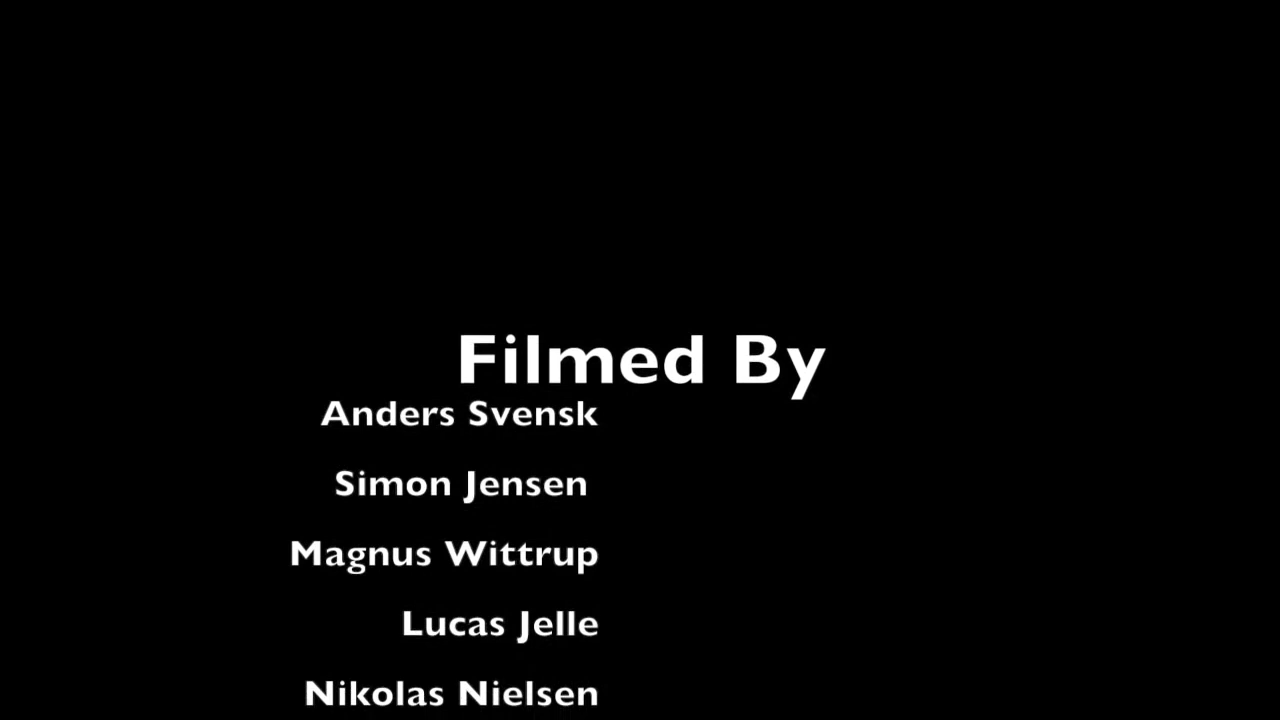 Filmed By
Anders Svensk
Simon Jensen
Magnus Wittrup
Lucas Jelle
Nikolas Nielsen